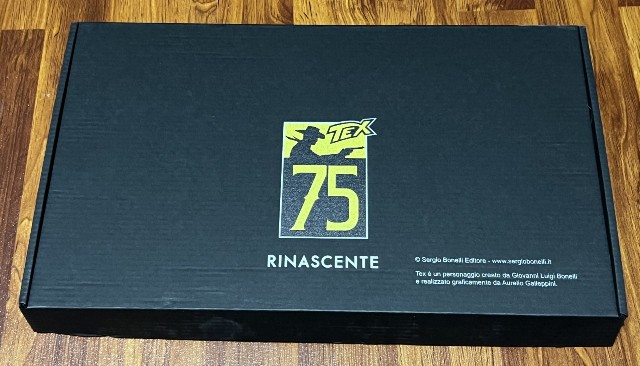 TEX
75
RINASCENTE
© Sergio Bonelli Editore - www.sergiobonelli.it
Tex è un personaggio creato da Giovanni Luigi Bonelli
e realizzato graficamente da Aurelio Galleppini.